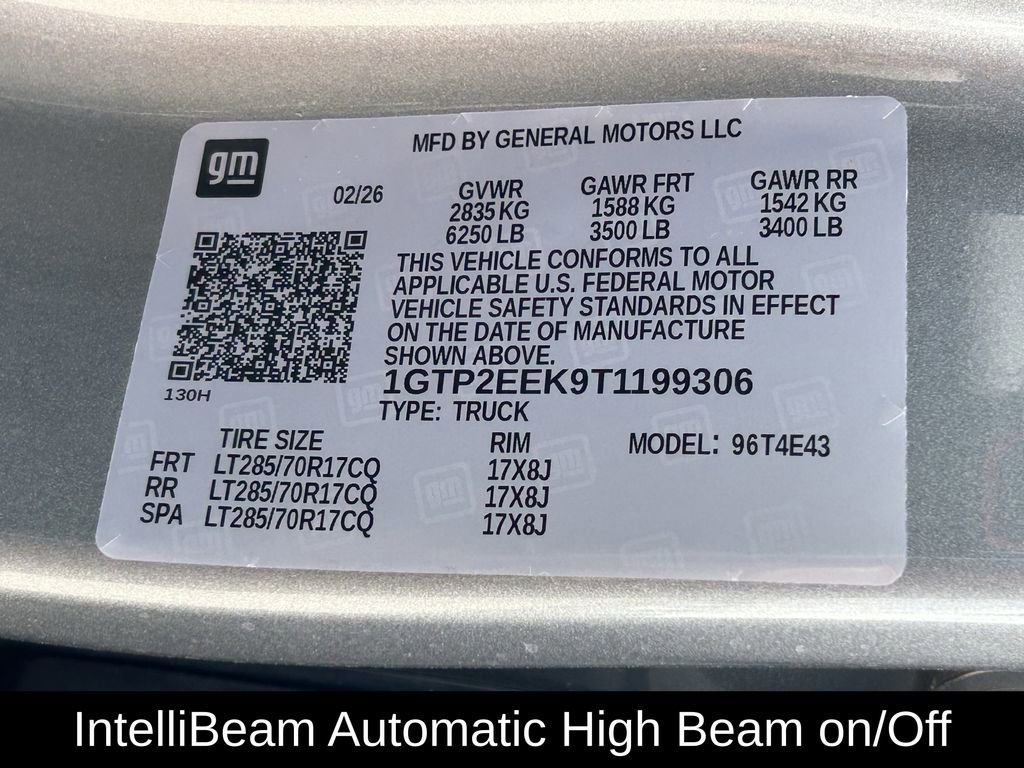 gm
MFD BY GENERAL MOTORS LLC
02/26
GVWR GAWR FRT GAWR RR
2835 KG 1588 KG 1542 KG
6250 LB 3500 LB 3400 LB
THIS VEHICLE CONFORMS TO ALL
APPLICABLE U.S. FEDERAL MOTOR
VEHICLE SAFETY STANDARDS IN EFFECT
ON THE DATE OF MANUFACTURE
SHOWN ABOVE.
130H
1GTP2EEK9T1199306
TYPE: TRUCK
TIRE SIZE RIM MODEL: 96T4E43
FRT LT285/70R17CQ 17X8J
RR LT285/70R17CQ 17X8J
SPA LT285/70R17CQ 17X8J
IntelliBeam Automatic High Beam on/Off